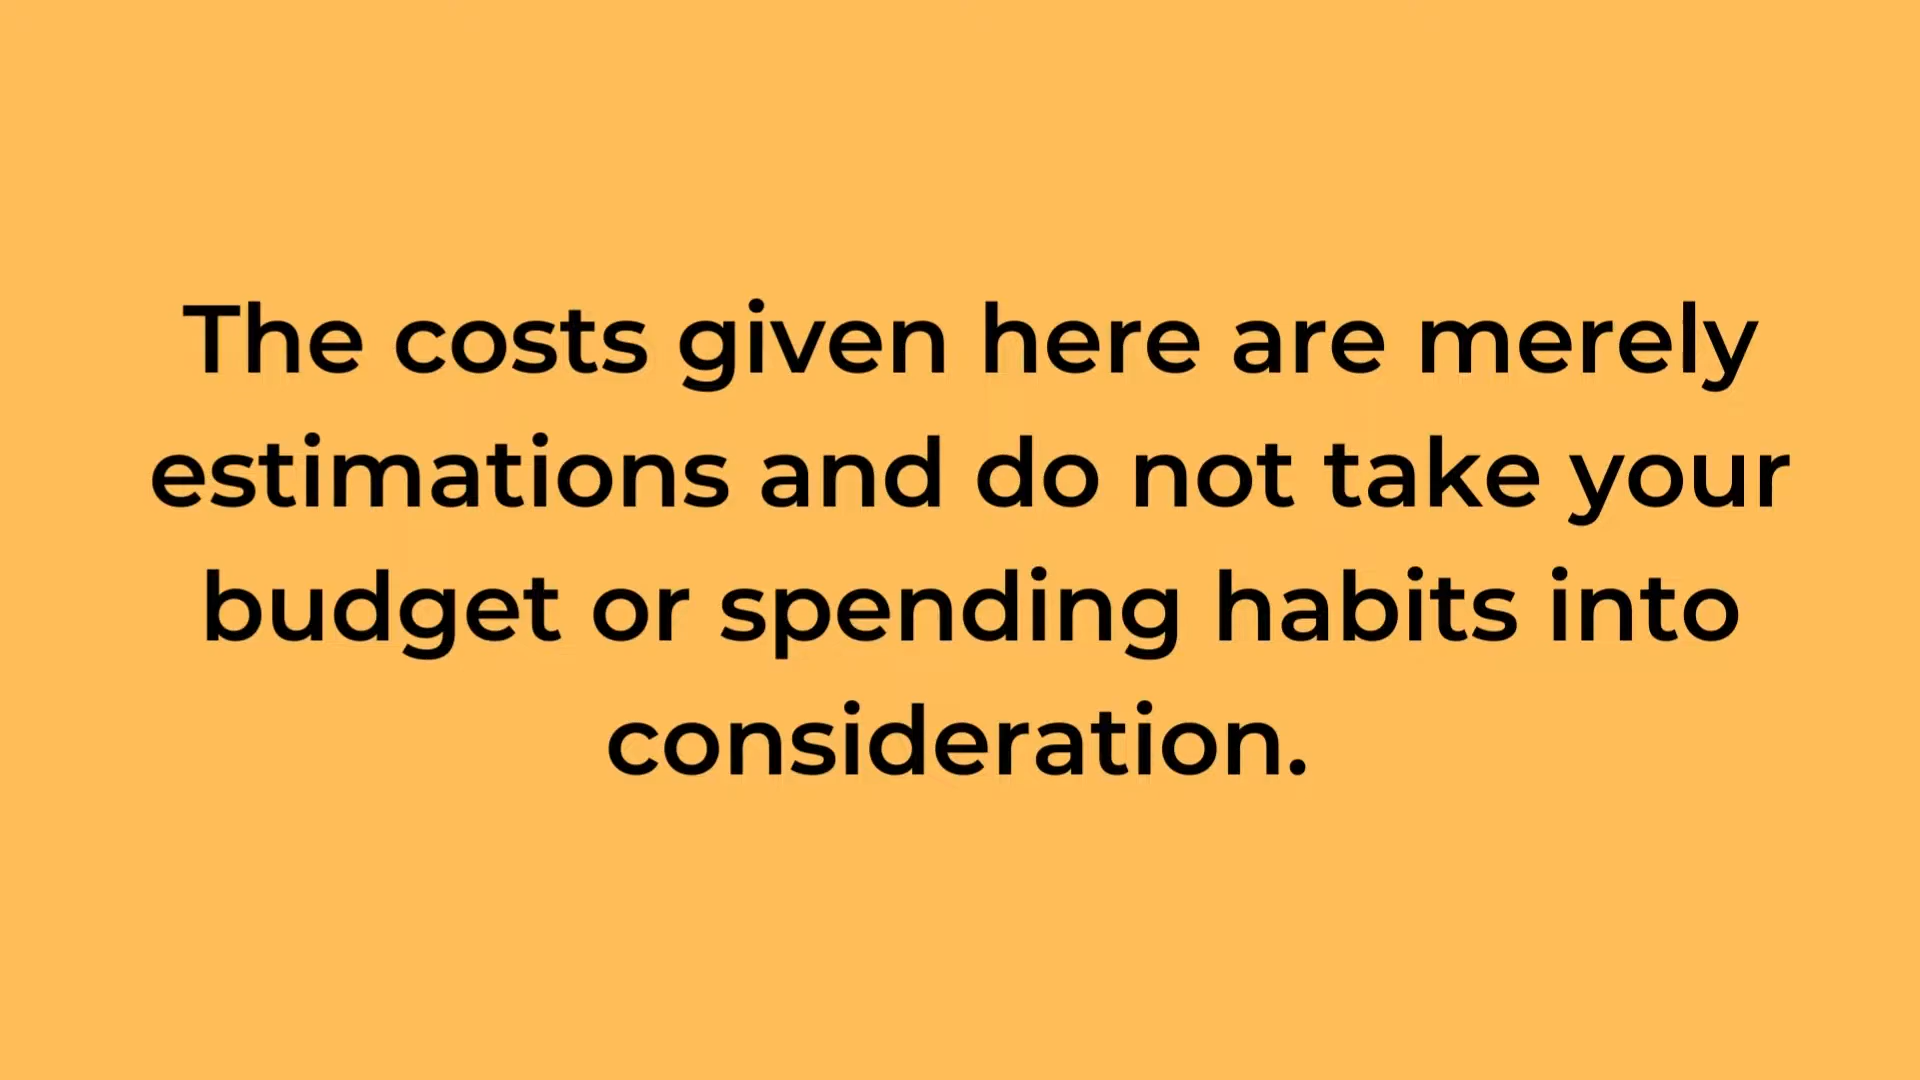 The costs given here are merely
estimations and do not take your
budget or spending habits into
consideration.